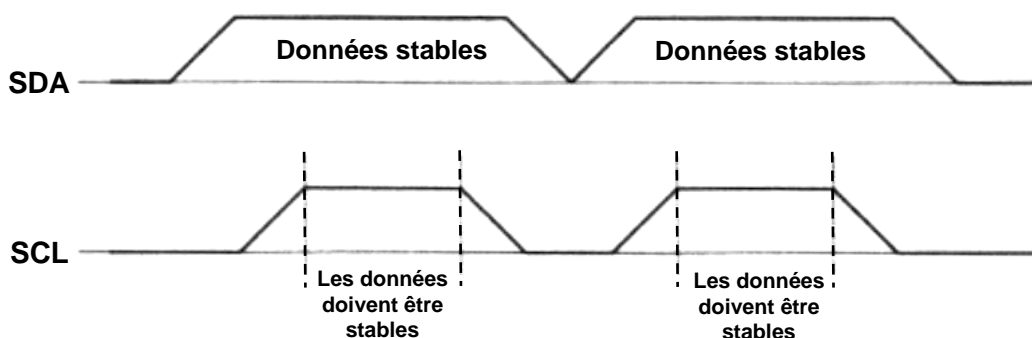 Données stables
Données stables
SDA
SCL
Les données
doivent être
stables
Les données
doivent être
stables